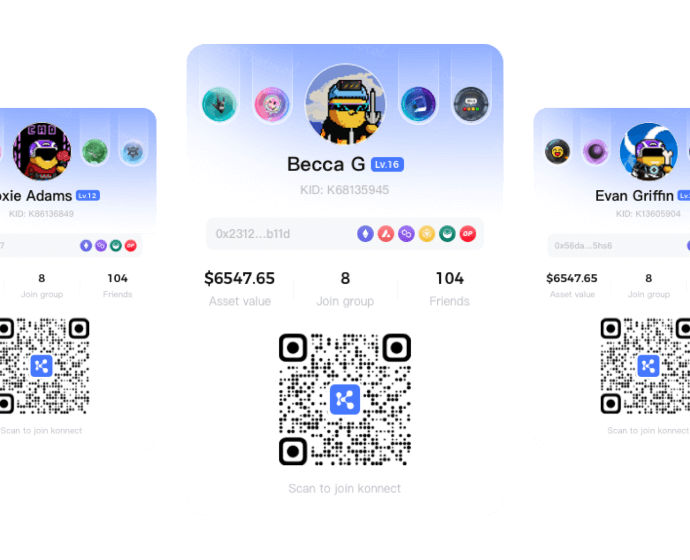 Becca G Lv.16
KID: K68135945
0x2312...b11d
OP
$6547.65 8 104
Asset value Join group Friends
Scan to join konnect
oxie Adams Lv.12
KID: K86136849
7
OP
8 104
Join group Friends
Scan to join konnect
Evan Griffin
KID: K13605904
0x56da...5hs6
$6547.65 8
Asset value Join group
Scan to join konnect